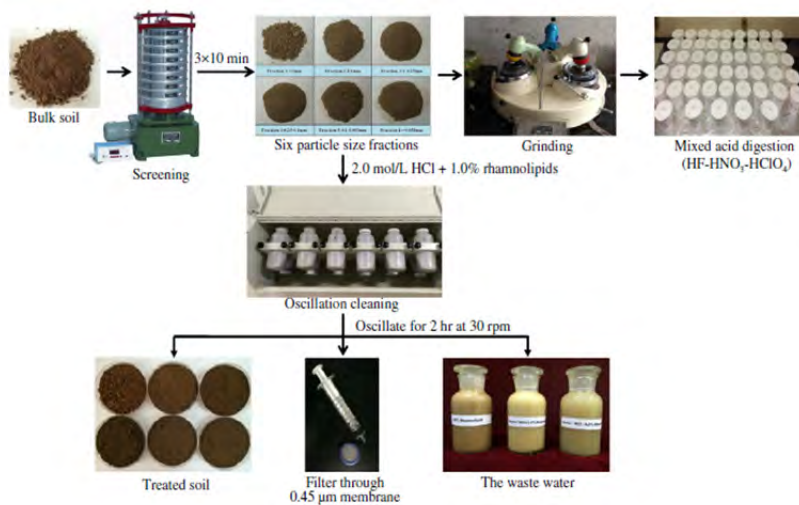 3×10 min
Bulk soil
Screening
Six particle size fractions
Grinding
Mixed acid digestion
(HF-HNO₃-HClO₄)
2.0 mol/L HCl + 1.0% rhamnolipids
Oscillation cleaning
Oscillate for 2 hr at 30 rpm
Treated soil
Filter through
0.45 μm membrane
The waste water